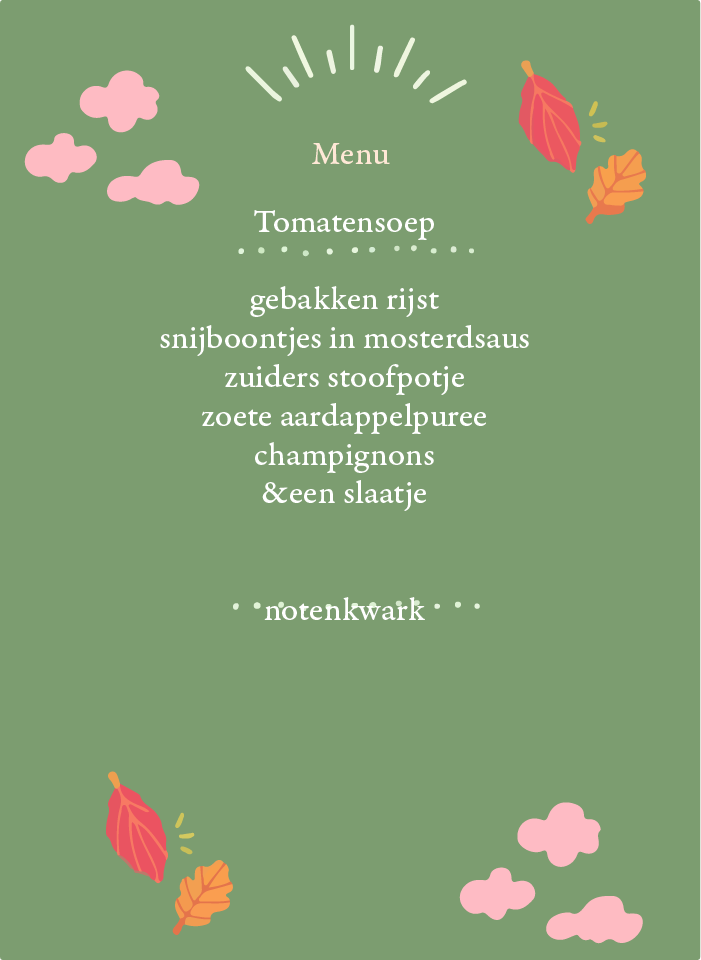 Menu
Tomatensoep
gebakken rijst
snijboontjes in mosterdsaus
zuiders stoofpotje
zoete aardappelpuree
champignons
&een slaatje
notenkwark